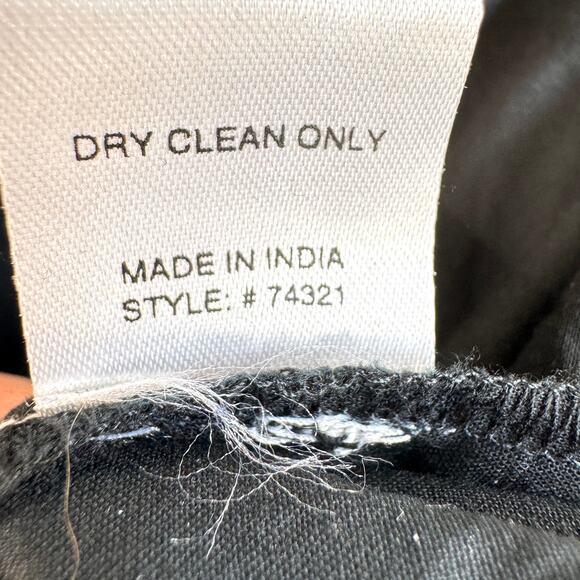 DRY CLEAN ONLY
MADE IN INDIA
STYLE: # 74321